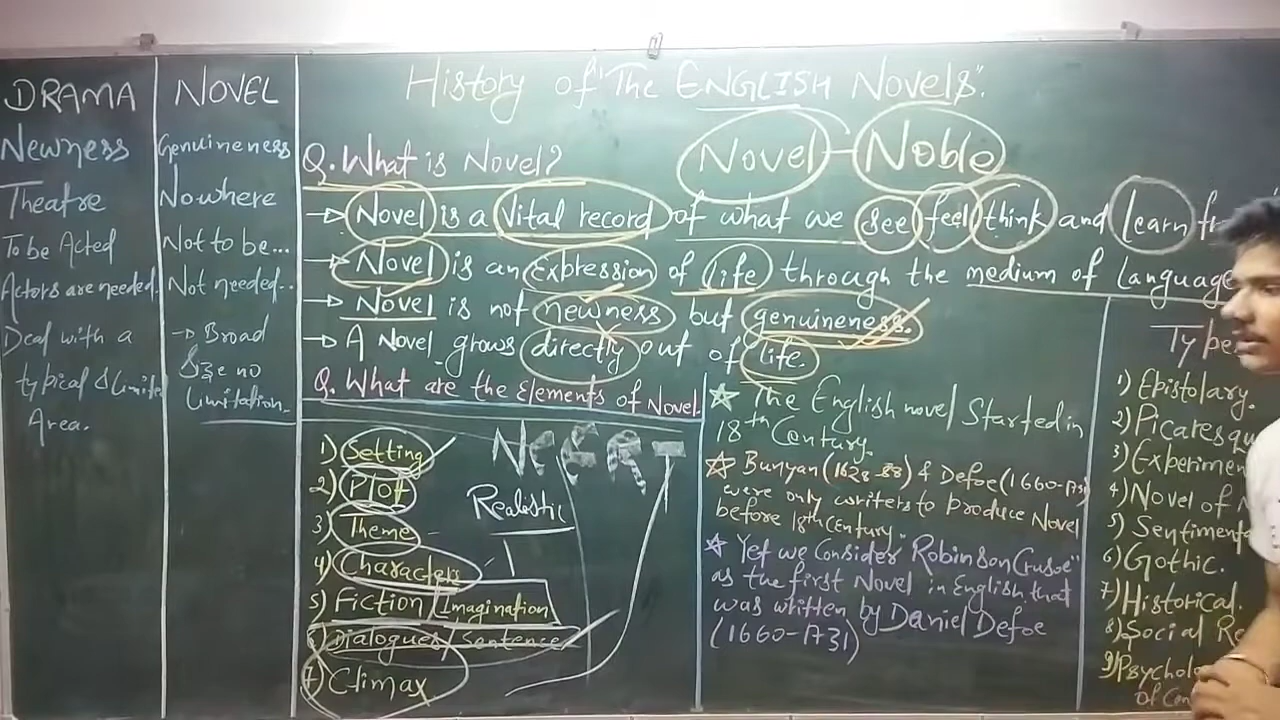 History of "The ENGLISH Novels".
DRAMA
Newness
Theatre
To be Acted
Actors are needed.
Deal with a
typical & Limited
Area.
NOVEL
Genuineness
Nowhere
Not to be...
Not needed..
→ Broad
& no
Limitation.
Q. What is Novel?
Novel - Noble
→ Novel is a Vital record of what we see feel think and learn
→ Novel is an expression of life through the medium of language
→ Novel is not newness but genuineness.
→ A Novel grows directly out of life.
Q. What are the Elements of Novel.
1) Setting
2) Plot
3) Theme
4) Characters
5) Fiction / Imagination
6) Dialogues / Sentence
7) Climax
NCERT
Realistic
☆ The English novel Started in
18th Century.
☆ Bunyan (1628-88) & Defoe (1660-1731)
were only writers to produce Novel
before 18th Century.
☆ Yet we Consider Robinson Crusoe"
as the first Novel in English that
was written by Daniel Defoe
(1660-1731)
1) Epistolary.
2)
3)
4) Novel of
5)
6) Gothic.
7) Historical.
8) Social
9)
of